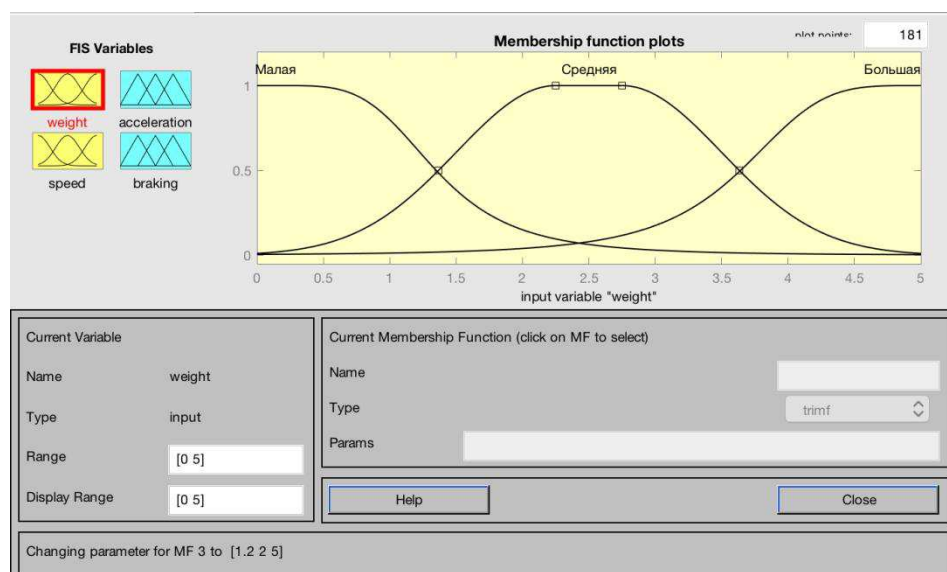 FIS Variables
weight
acceleration
speed
braking
Membership function plots
plot points:
181
Малая
Средняя
Большая
1
0.5
0
0
0.5
1
1.5
2
2.5
3
3.5
4
4.5
5
input variable "weight"
Current Variable
Name
weight
Type
input
Range
[0 5]
Display Range
[0 5]
Current Membership Function (click on MF to select)
Name
Type
trimf
Params
Help
Close
Changing parameter for MF 3 to [1.2 2 5]